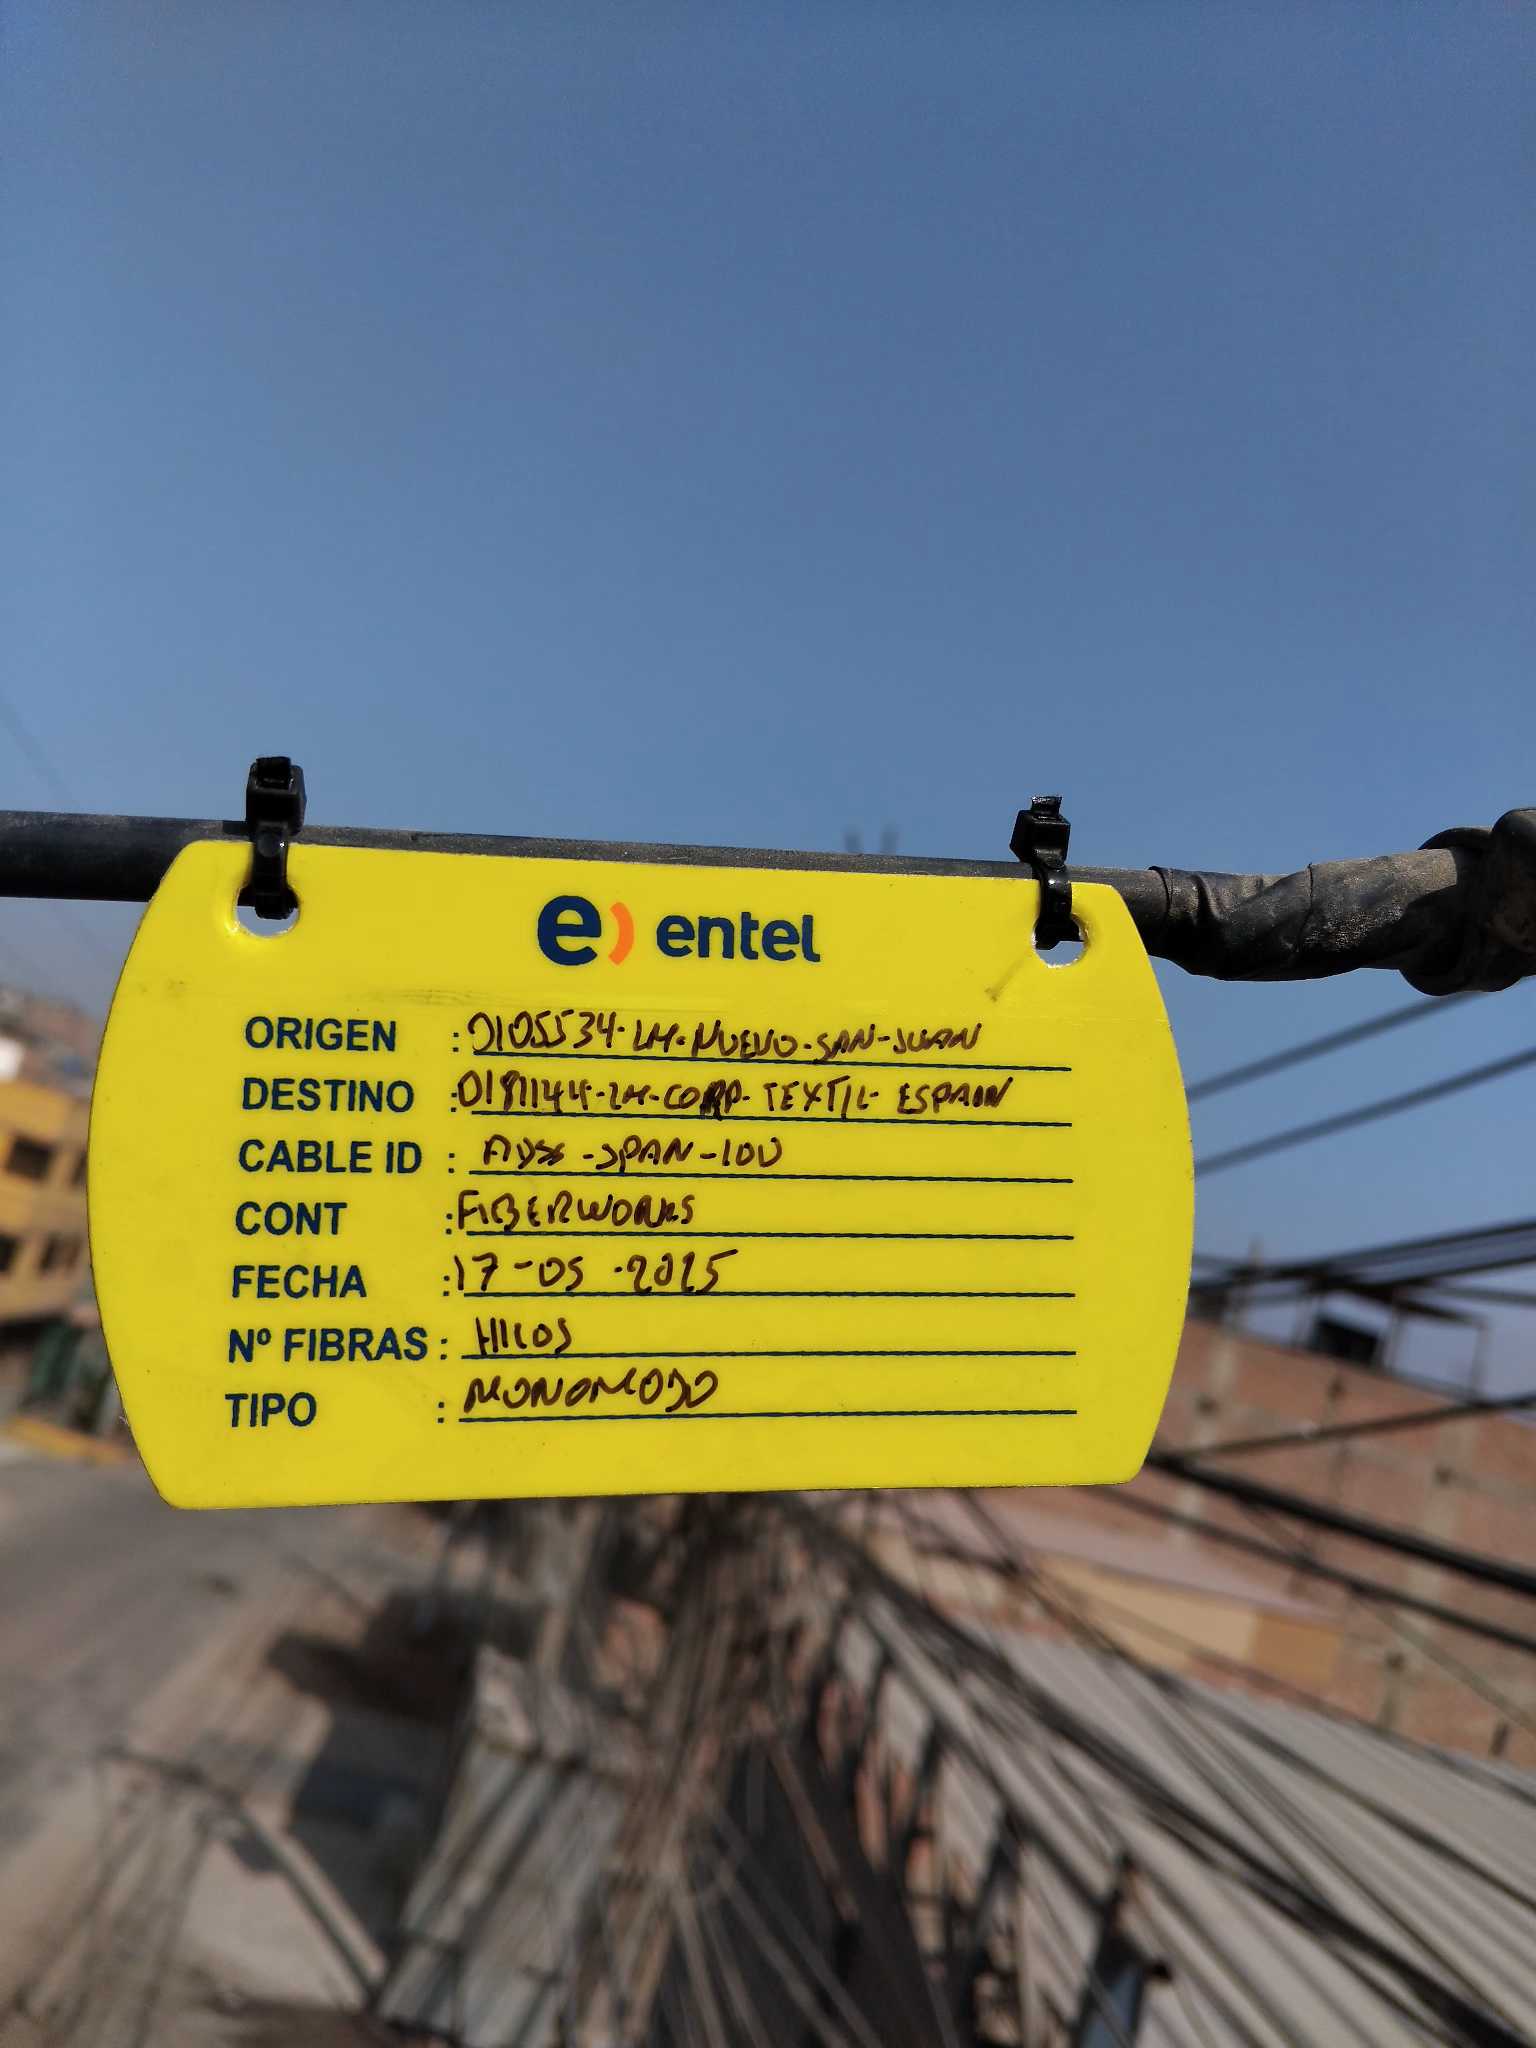 e) entel
ORIGEN : 0105534-LM-NUEVO-SAN-JUAN
DESTINO : 0181144-LM-CORP-TEXTIL-ESPAIN
CABLE ID : -SPAN-100
CONT : FIBERWORKS
FECHA : 17-05-2025
Nº FIBRAS : HILOS
TIPO : MONOMODO